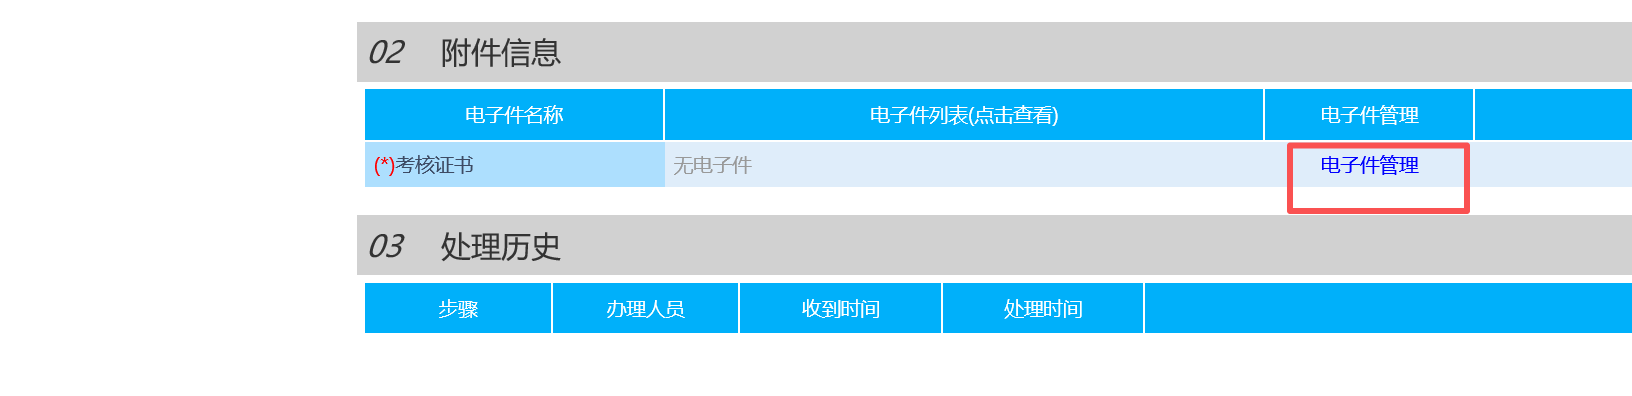 02 附件信息
电子件名称 电子件列表(点击查看) 电子件管理
(*)考核证书 无电子件 电子件管理
03 处理历史
步骤 办理人员 收到时间 处理时间